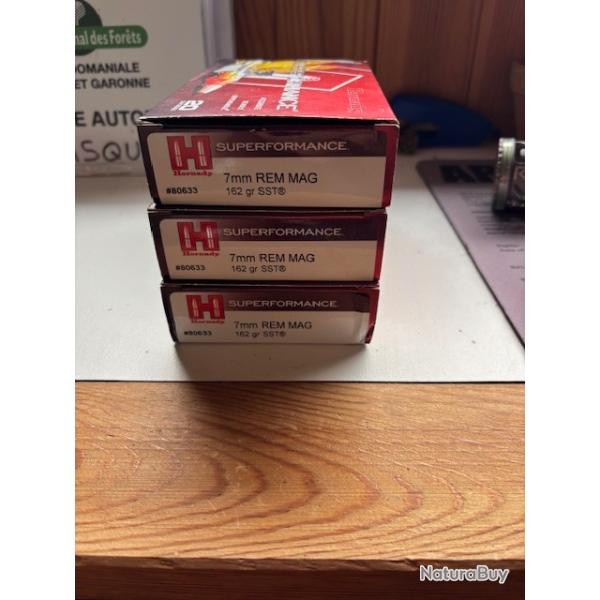 nal des Forêts
DOMANIALE
ET GARONNE
E AUTO
ASQU
20
SUPERFORMANCE
H
Hornady
7mm REM MAG
#80633
162 gr SST®
SUPERFORMANCE
H
Hornady
7mm REM MAG
#80633
162 gr SST®
SUPERFORMANCE
H
Hornady
7mm REM MAG
#80633
162 gr SST®
NaturaBuy